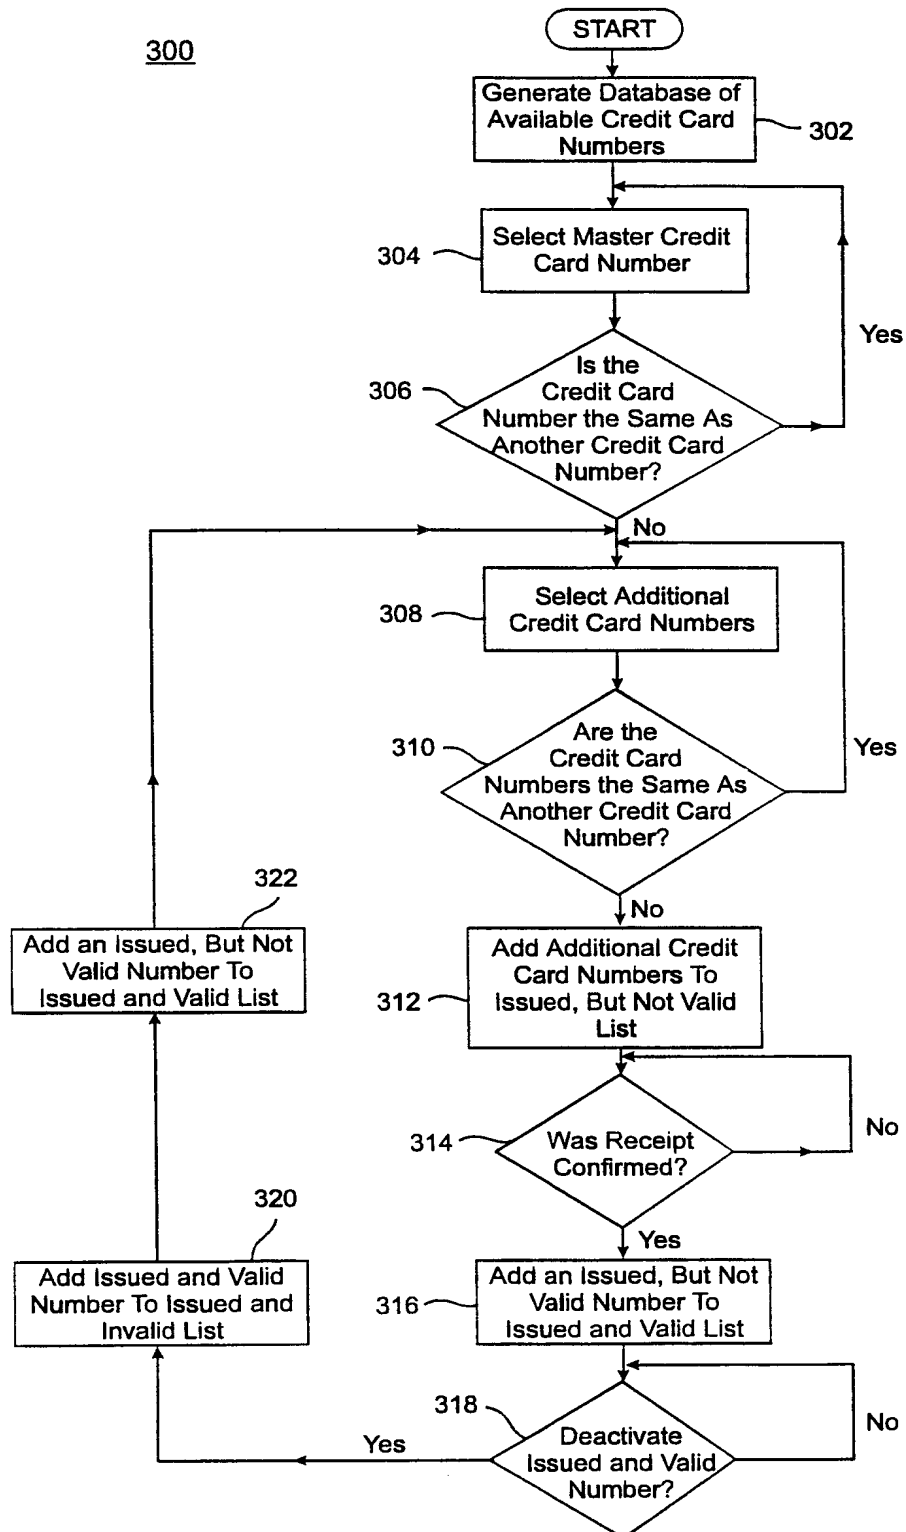 300
START
Generate Database of
Available Credit Card
Numbers
302
304
Select Master Credit
Card Number
Yes
306
Is the
Credit Card
Number the Same As
Another Credit Card
Number?
No
308
Select Additional
Credit Card Numbers
310
Are the
Credit Card
Numbers the Same As
Another Credit Card
Number?
Yes
No
322
Add an Issued, But Not
Valid Number To
Issued and Valid List
312
Add Additional Credit
Card Numbers To
Issued, But Not Valid
List
314
Was Receipt
Confirmed?
No
Yes
320
Add Issued and Valid
Number To Issued and
Invalid List
316
Add an Issued, But Not
Valid Number To
Issued and Valid List
318
Deactivate
Issued and Valid
Number?
No
Yes